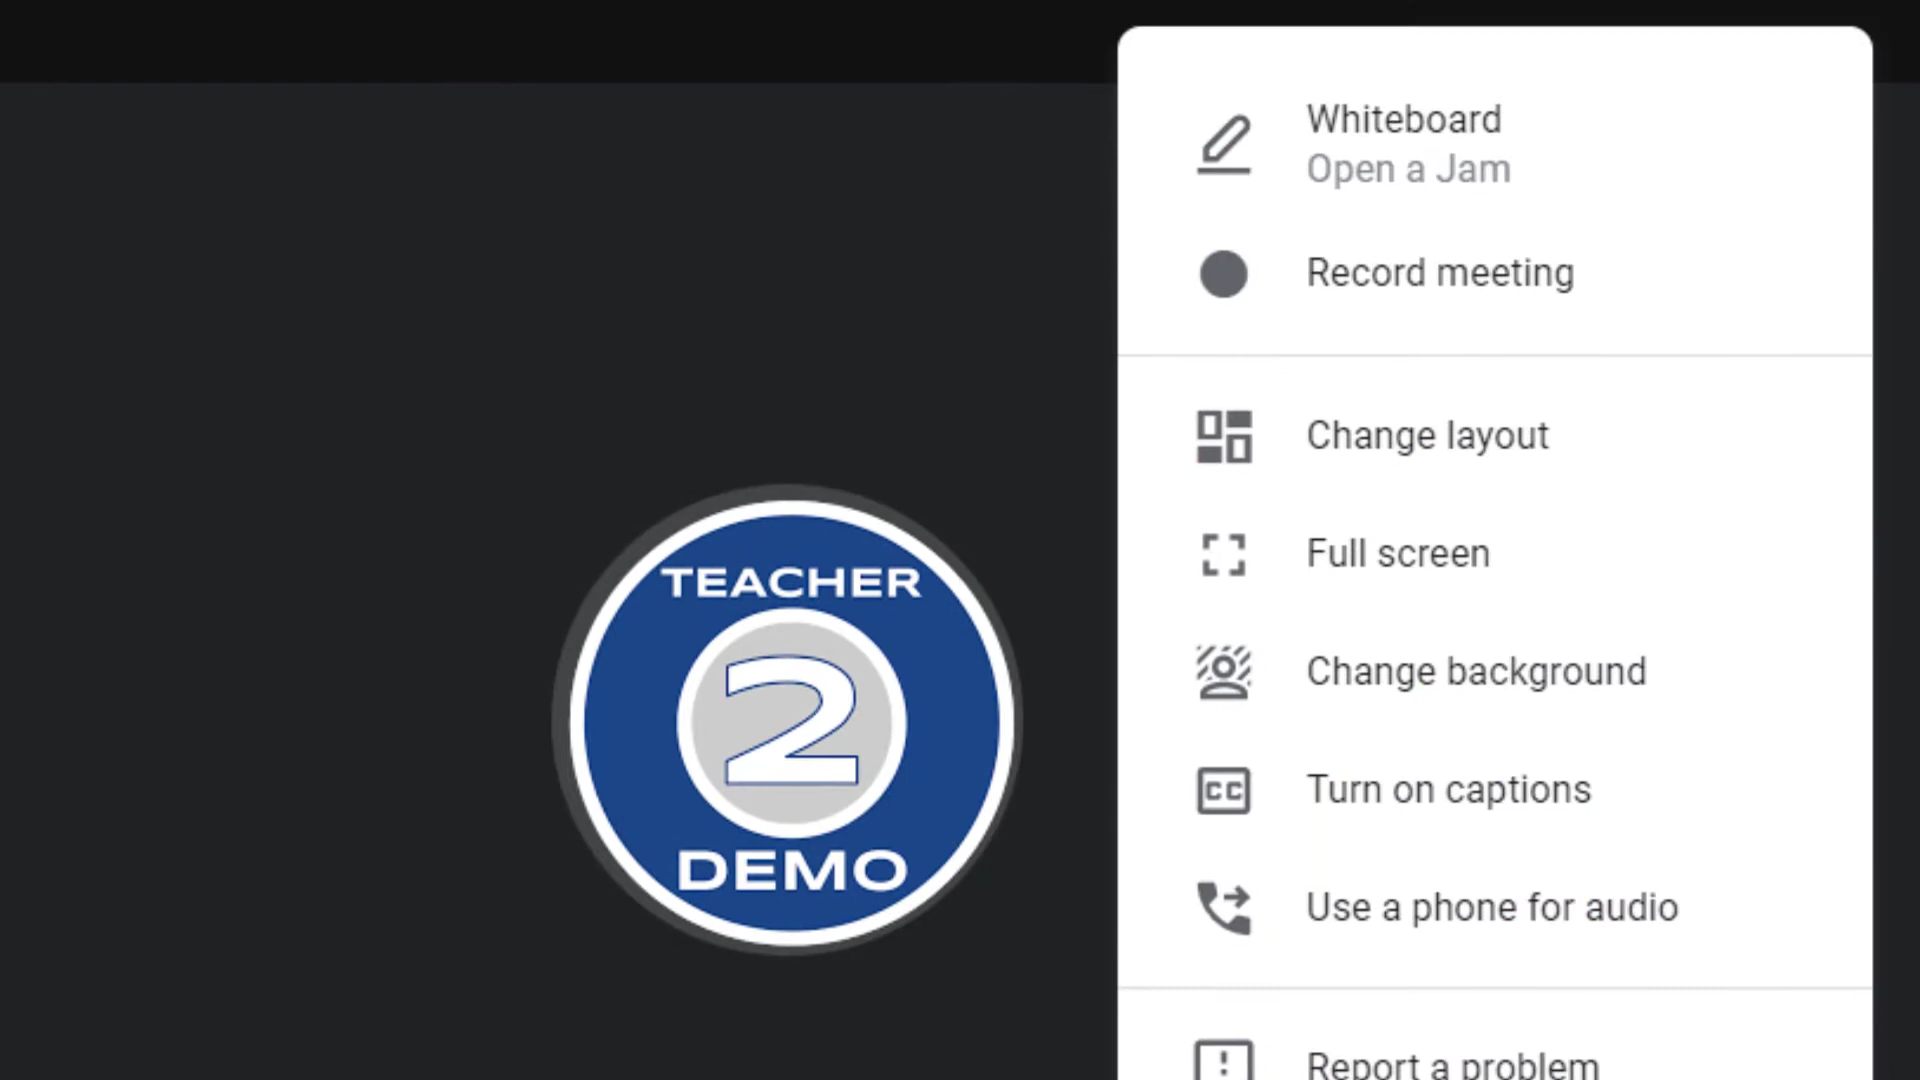 TEACHER
2
DEMO
Whiteboard
Open a Jam
Record meeting
Change layout
Full screen
Change background
CC
Turn on captions
Use a phone for audio
Report a problem